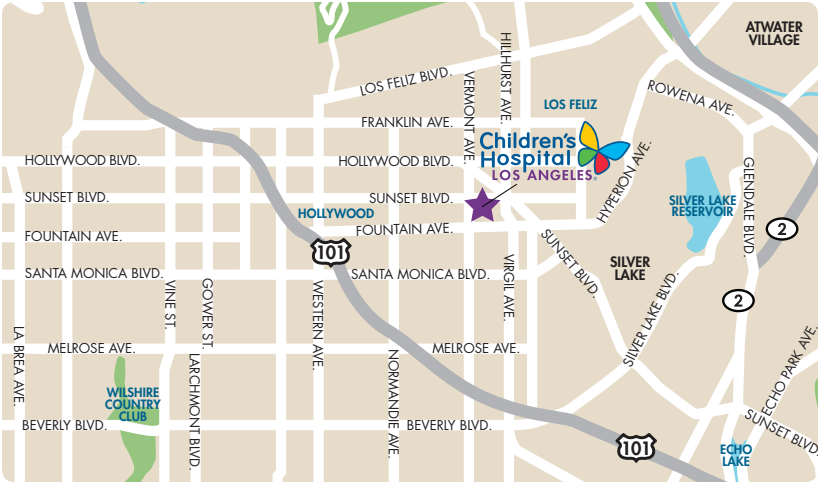 ATWATER
VILLAGE
HILLHURST AVE.
LOS FELIZ BLVD.
VERMONT AVE.
ROWENA AVE.
LOS FELIZ
FRANKLIN AVE.
Children's
Hospital
LOS ANGELES®
HOLLYWOOD BLVD.
HOLLYWOOD BLVD.
HYPERION AVE.
GLENDALE BLVD.
SUNSET BLVD.
SUNSET BLVD.
SILVER LAKE
RESERVOIR
HOLLYWOOD
FOUNTAIN AVE.
FOUNTAIN AVE.
2
101
SUNSET BLVD.
SILVER
LAKE
SANTA MONICA BLVD.
SANTA MONICA BLVD.
VINE ST.
GOWER ST.
WESTERN AVE.
VIRGIL AVE.
2
SILVER LAKE BLVD.
LA BREA AVE.
MELROSE AVE.
MELROSE AVE.
LARCHMONT BLVD.
NORMANDIE AVE.
ECHO PARK AVE.
WILSHIRE
COUNTRY
CLUB
BEVERLY BLVD.
BEVERLY BLVD.
SUNSET BLVD.
101
ECHO
LAKE